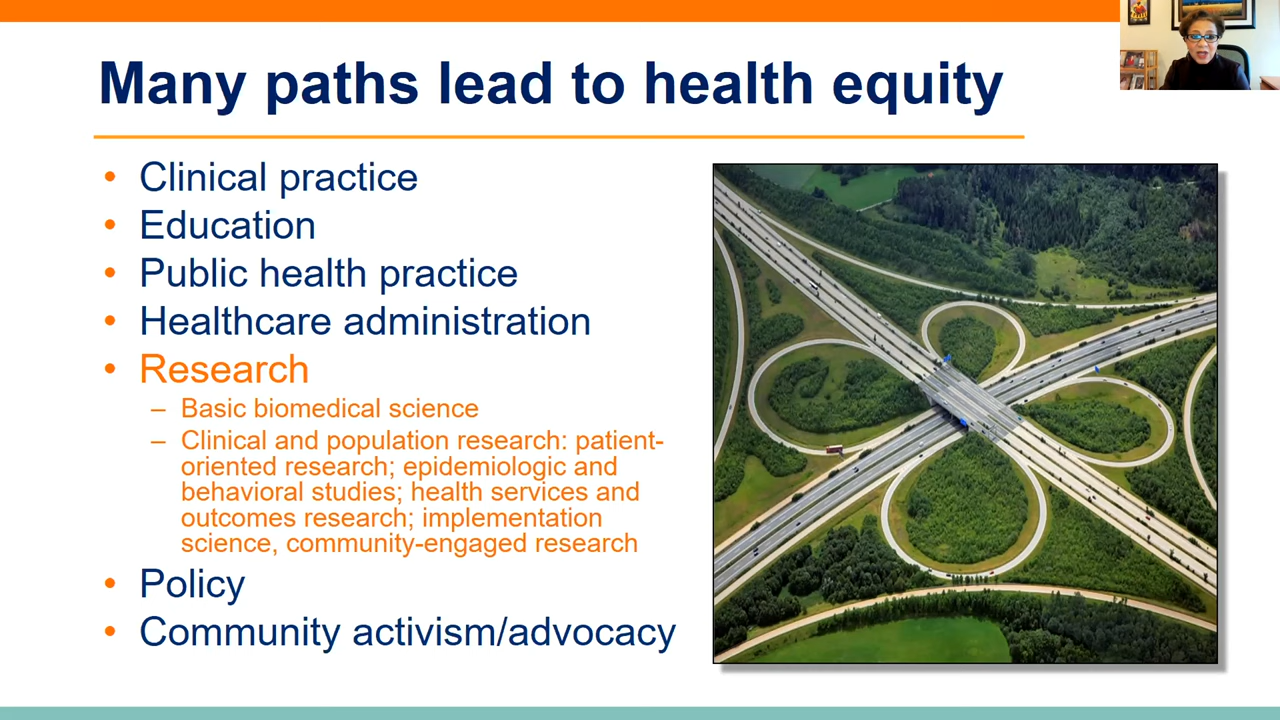 Many paths lead to health equity
• Clinical practice
• Education
• Public health practice
• Healthcare administration
• Research
– Basic biomedical science
– Clinical and population research: patient-
oriented research; epidemiologic and
behavioral studies; health services and
outcomes research; implementation
science, community-engaged research
• Policy
• Community activism/advocacy